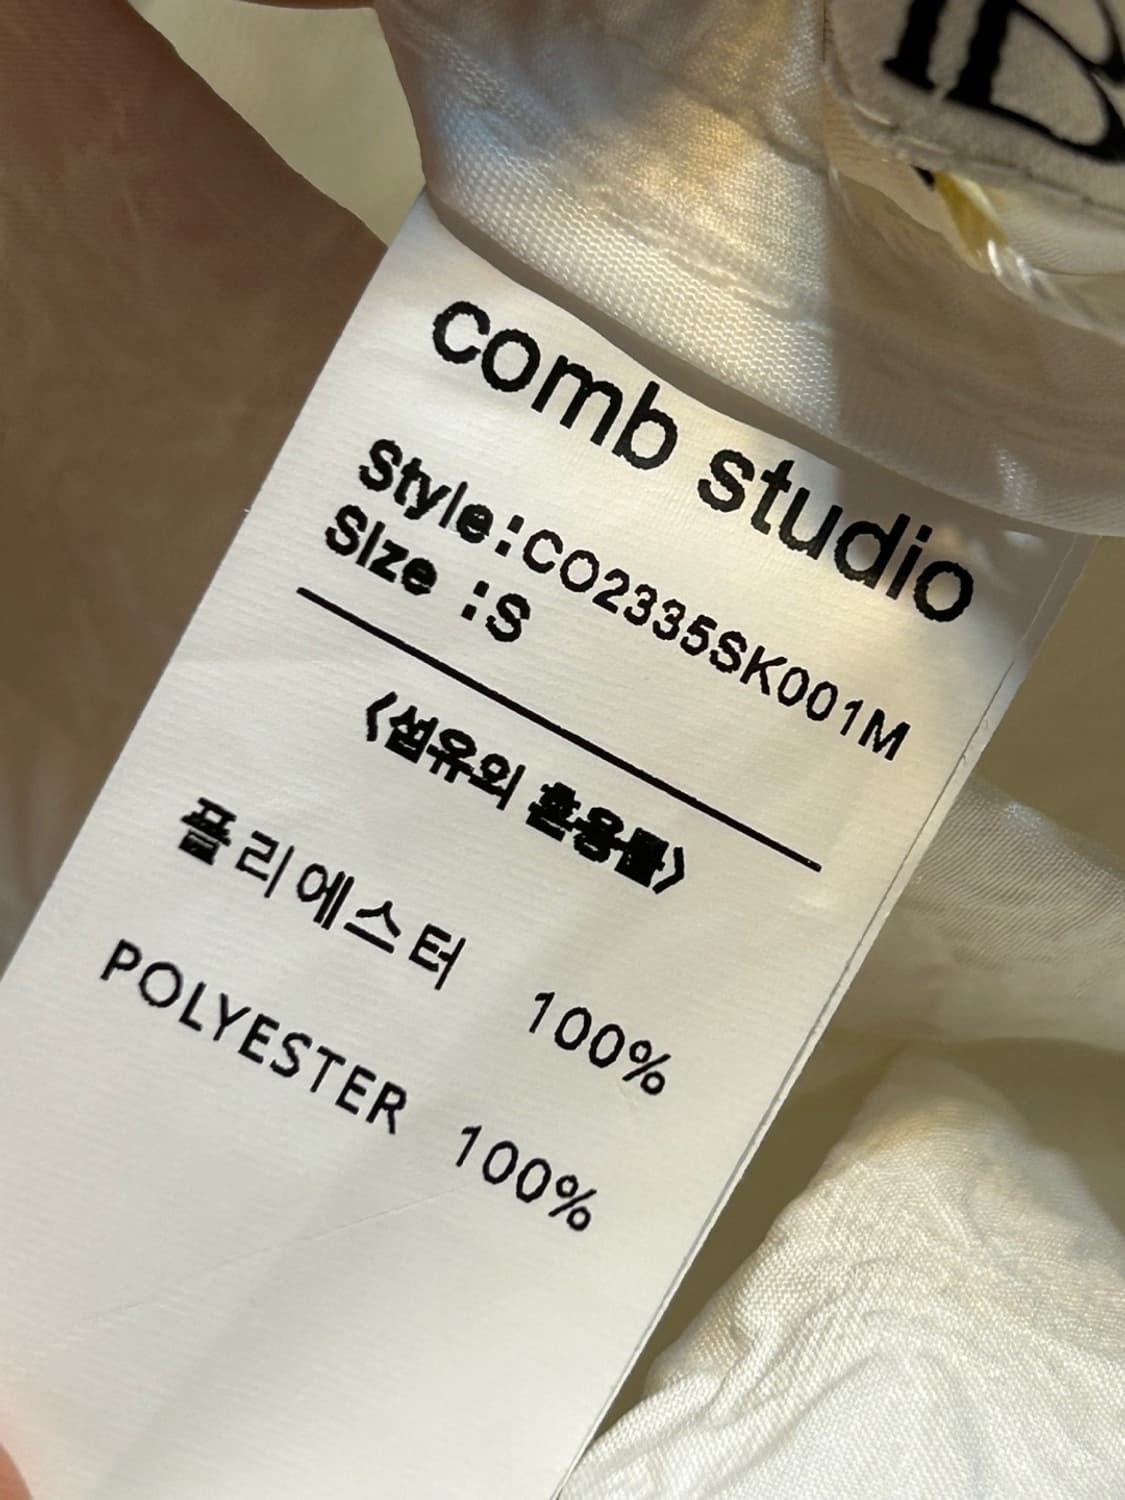 comb studio
Style:CO2335SK001M
Size :S
〈섬유의 혼용률〉
폴리에스터 100%
POLYESTER 100%